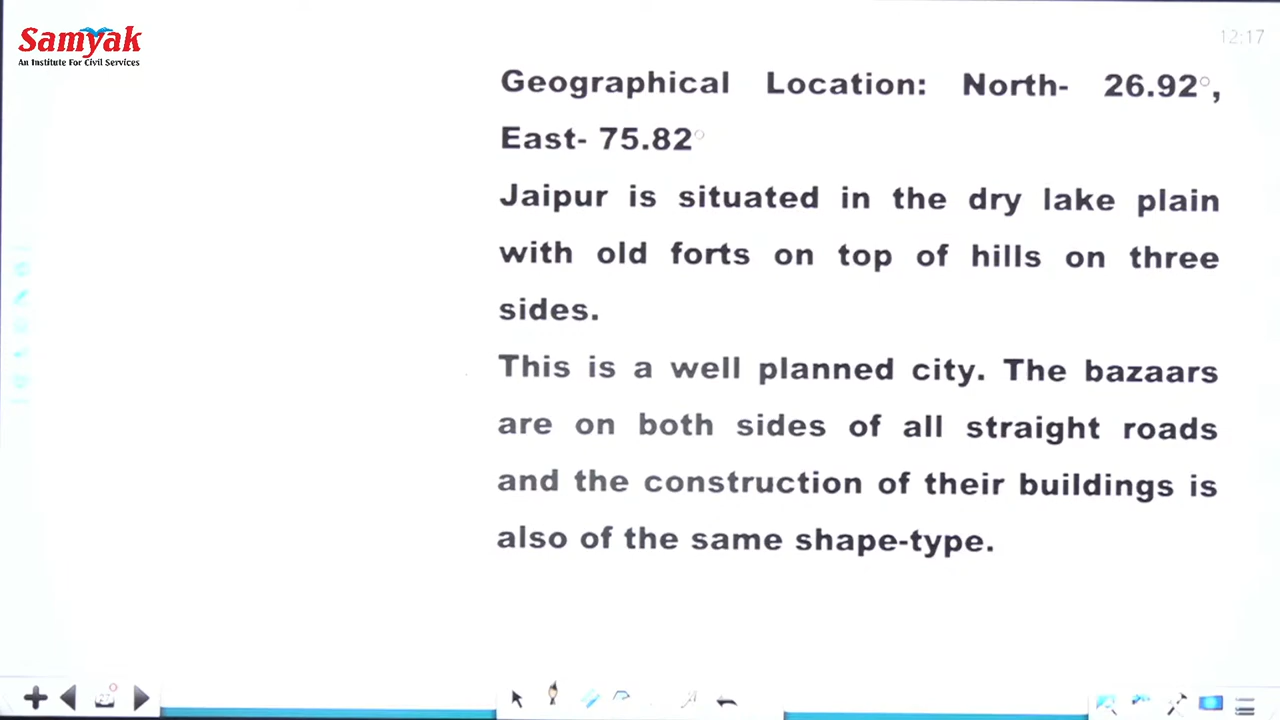 Samyak
An Institute For Civil Services
12:17
Geographical Location: North- 26.92°,
East- 75.82°
Jaipur is situated in the dry lake plain
with old forts on top of hills on three
sides.
This is a well planned city. The bazaars
are on both sides of all straight roads
and the construction of their buildings is
also of the same shape-type.